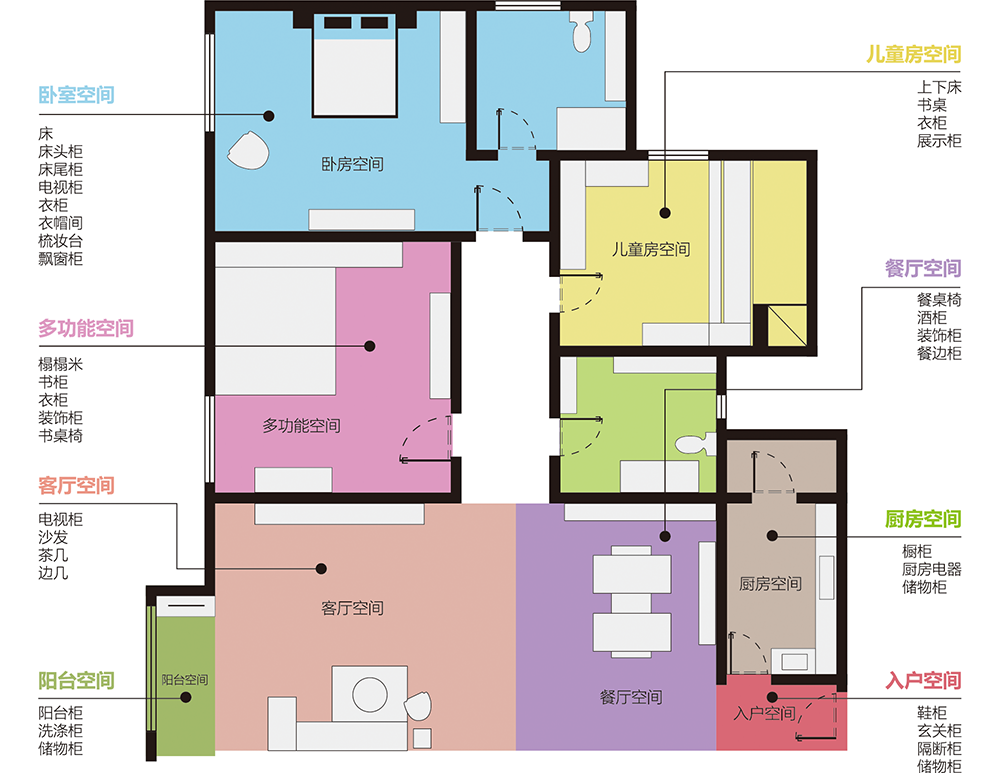 卧室空间
床
床头柜
床尾柜
电视柜
衣柜
衣帽间
梳妆台
飘窗柜
多功能空间
榻榻米
书柜
衣柜
装饰柜
书桌椅
客厅空间
电视柜
沙发
茶几
边几
阳台空间
阳台柜
洗涤柜
储物柜
卧房空间
儿童房空间
多功能空间
客厅空间
阳台空间
餐厅空间
厨房空间
入户空间
儿童房空间
上下床
书桌
衣柜
展示柜
餐厅空间
餐桌椅
酒柜
装饰柜
餐边柜
厨房空间
橱柜
厨房电器
储物柜
入户空间
鞋柜
玄关柜
隔断柜
储物柜